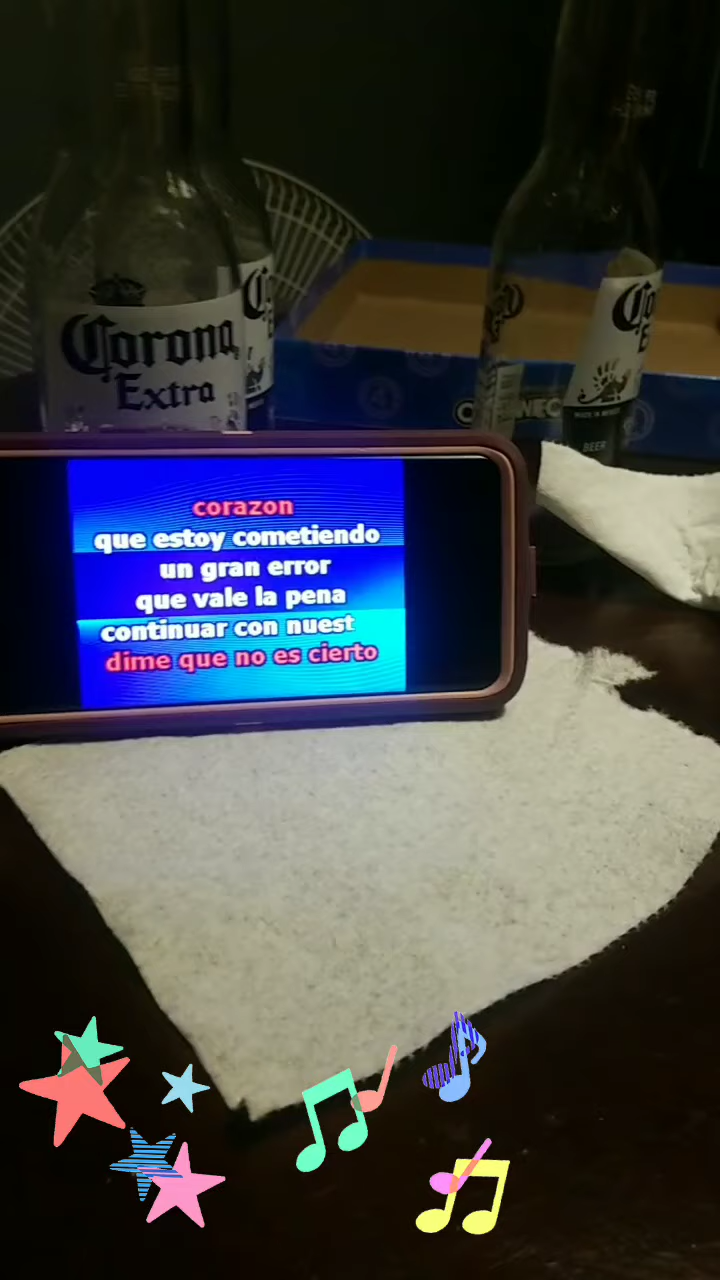 Corona
Extra
BEER
corazon
que estoy cometiendo
un gran error
que vale la pena
continuar con nuest
dime que no es cierto